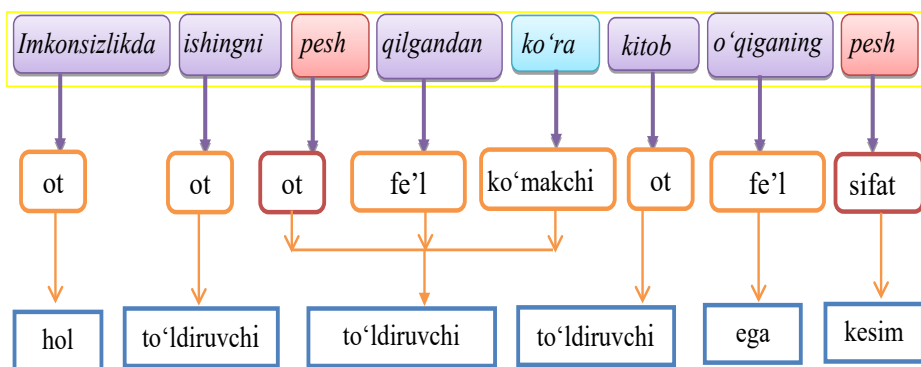 Imkonsizlikda ishingni pesh qilgandan ko‘ra kitob o‘qiganing pesh
ot ot ot fe’l ko‘makchi ot fe’l sifat
hol to‘ldiruvchi to‘ldiruvchi to‘ldiruvchi ega kesim